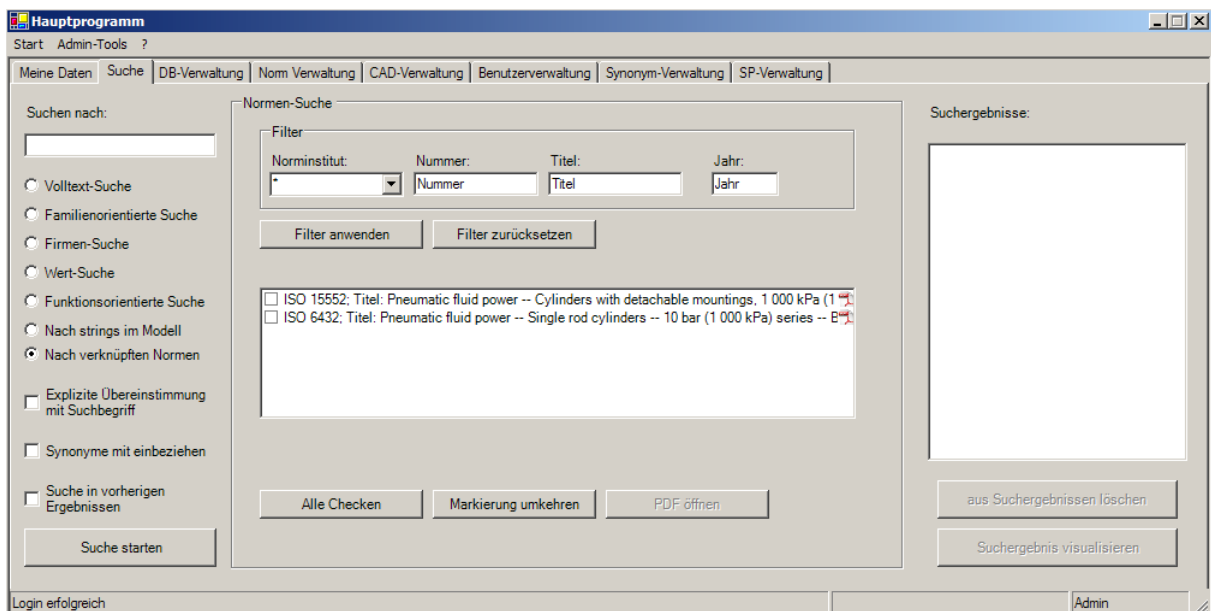 Hauptprogramm
Start Admin-Tools ?
Meine Daten Suche DB-Verwaltung Norm Verwaltung CAD-Verwaltung Benutzerverwaltung Synonym-Verwaltung SP-Verwaltung
Suchen nach:
Volltext-Suche
Familienorientierte Suche
Firmen-Suche
Wert-Suche
Funktionsorientierte Suche
Nach strings im Modell
Nach verknüpften Normen
Explizite Übereinstimmung
mit Suchbegriff
Synonyme mit einbeziehen
Suche in vorherigen
Ergebnissen
Suche starten
Normen-Suche
Filter
Norminstitut: Nummer: Titel: Jahr:
* Nummer Titel Jahr
Filter anwenden Filter zurücksetzen
ISO 15552; Titel: Pneumatic fluid power -- Cylinders with detachable mountings, 1 000 kPa (1
ISO 6432; Titel: Pneumatic fluid power -- Single rod cylinders -- 10 bar (1 000 kPa) series -- B
Alle Checken Markierung umkehren PDF öffnen
Suchergebnisse:
aus Suchergebnissen löschen
Suchergebnis visualisieren
Login erfolgreich Admin